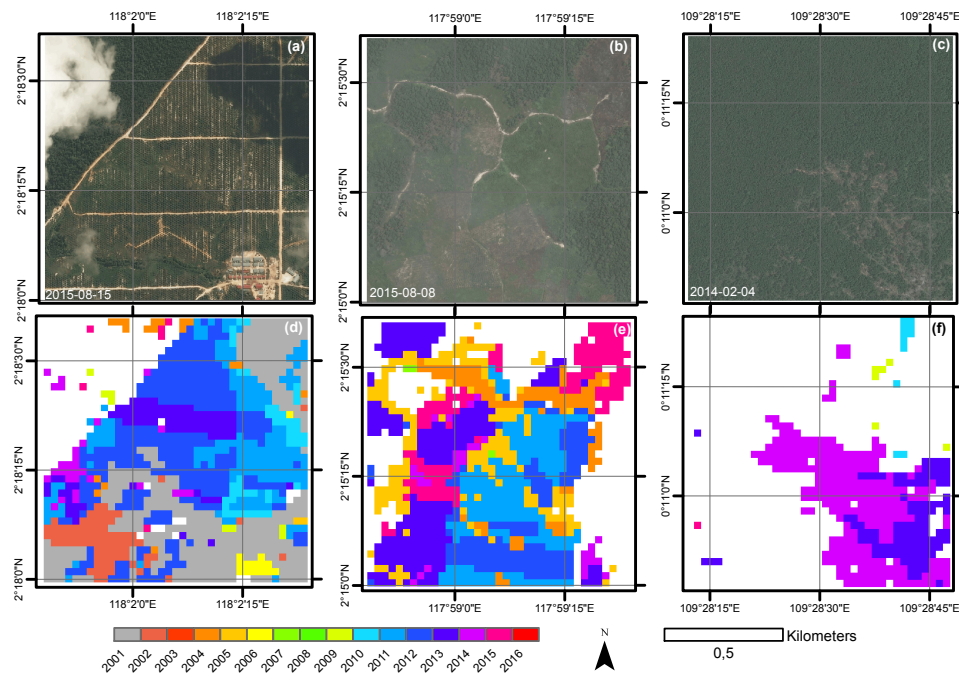 118°2'0"E 118°2'15"E 117°59'0"E 117°59'15"E 109°28'15"E 109°28'30"E 109°28'45"E
(a) (b) (c)
2°18'30"N 2°15'30"N 0°11'15"N
2°18'15"N 2°15'15"N 0°11'0"N
2°18'0"N 2°15'0"N
2015-08-15 2015-08-08 2014-02-04
(d) (e) (f)
2°18'30"N 2°15'30"N 0°11'15"N
2°18'15"N 2°15'15"N 0°11'0"N
2°18'0"N 2°15'0"N
118°2'0"E 118°2'15"E 117°59'0"E 117°59'15"E 109°28'15"E 109°28'30"E 109°28'45"E
2001 2002 2003 2004 2005 2006 2007 2008 2009 2010 2011 2012 2013 2014 2015 2016
N
Kilometers
0,5